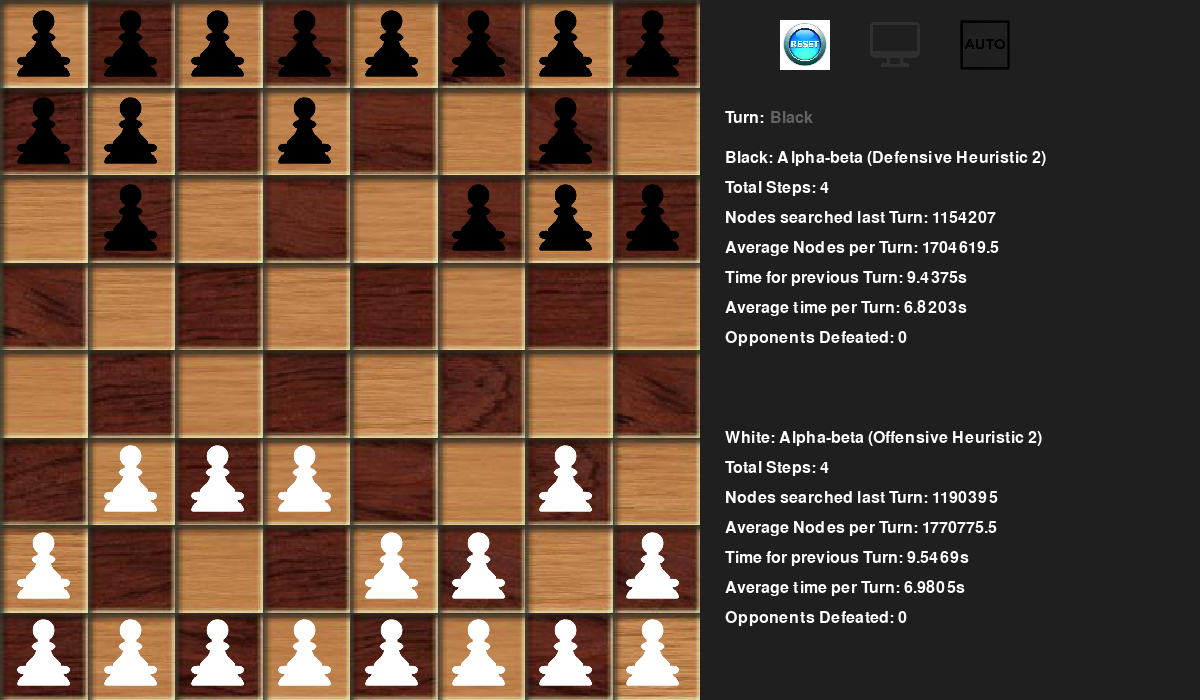 RESET
AUTO
Turn: Black
Black: Alpha-beta (Defensive Heuristic 2)
Total Steps: 4
Nodes searched last Turn: 1154207
Average Nodes per Turn: 1704619.5
Time for previous Turn: 9.4375s
Average time per Turn: 6.8203s
Opponents Defeated: 0
White: Alpha-beta (Offensive Heuristic 2)
Total Steps: 4
Nodes searched last Turn: 1190395
Average Nodes per Turn: 1770775.5
Time for previous Turn: 9.5469s
Average time per Turn: 6.9805s
Opponents Defeated: 0